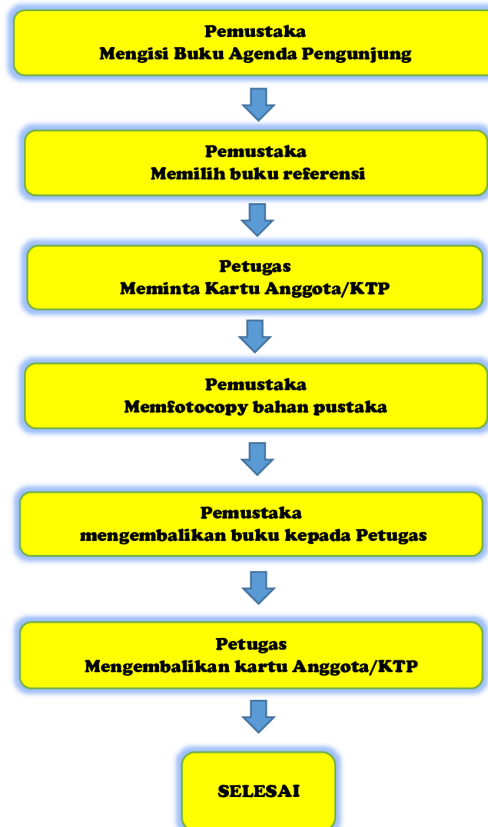 Pemustaka
Mengisi Buku Agenda Pengunjung
Pemustaka
Memilih buku referensi
Petugas
Meminta Kartu Anggota/KTP
Pemustaka
Memfotocopy bahan pustaka
Pemustaka
mengembalikan buku kepada Petugas
Petugas
Mengembalikan kartu Anggota/KTP
SELESAI